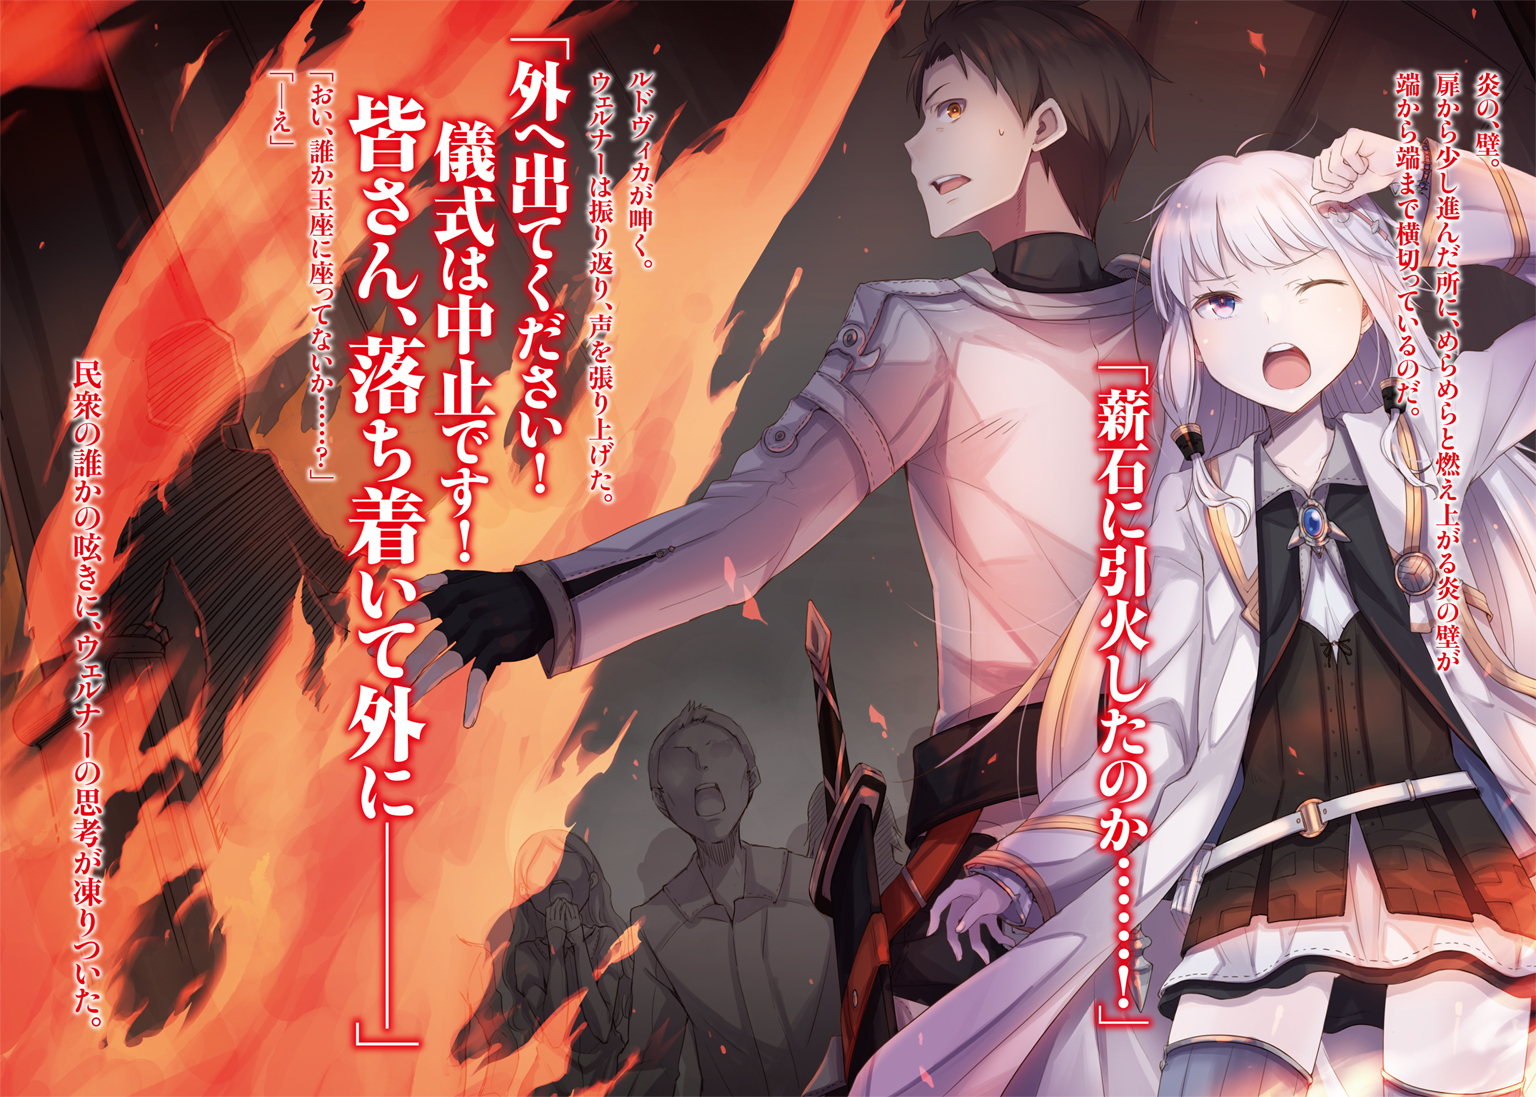 炎の、壁。
扉から少し進んだ所に、めらめらと燃え上がる炎の壁が
端から端まで横切っているのだ。
「薪石に引火したのか……！」
ルドヴィカが呻く。
ウェルナーは振り返り、声を張り上げた。
「外へ出てください！
儀式は中止です！
皆さん、落ち着いて外に――」
「おい、誰か玉座に座ってないか……？」
「――え」
民衆の誰かの呟きに、ウェルナーの思考が凍りついた。